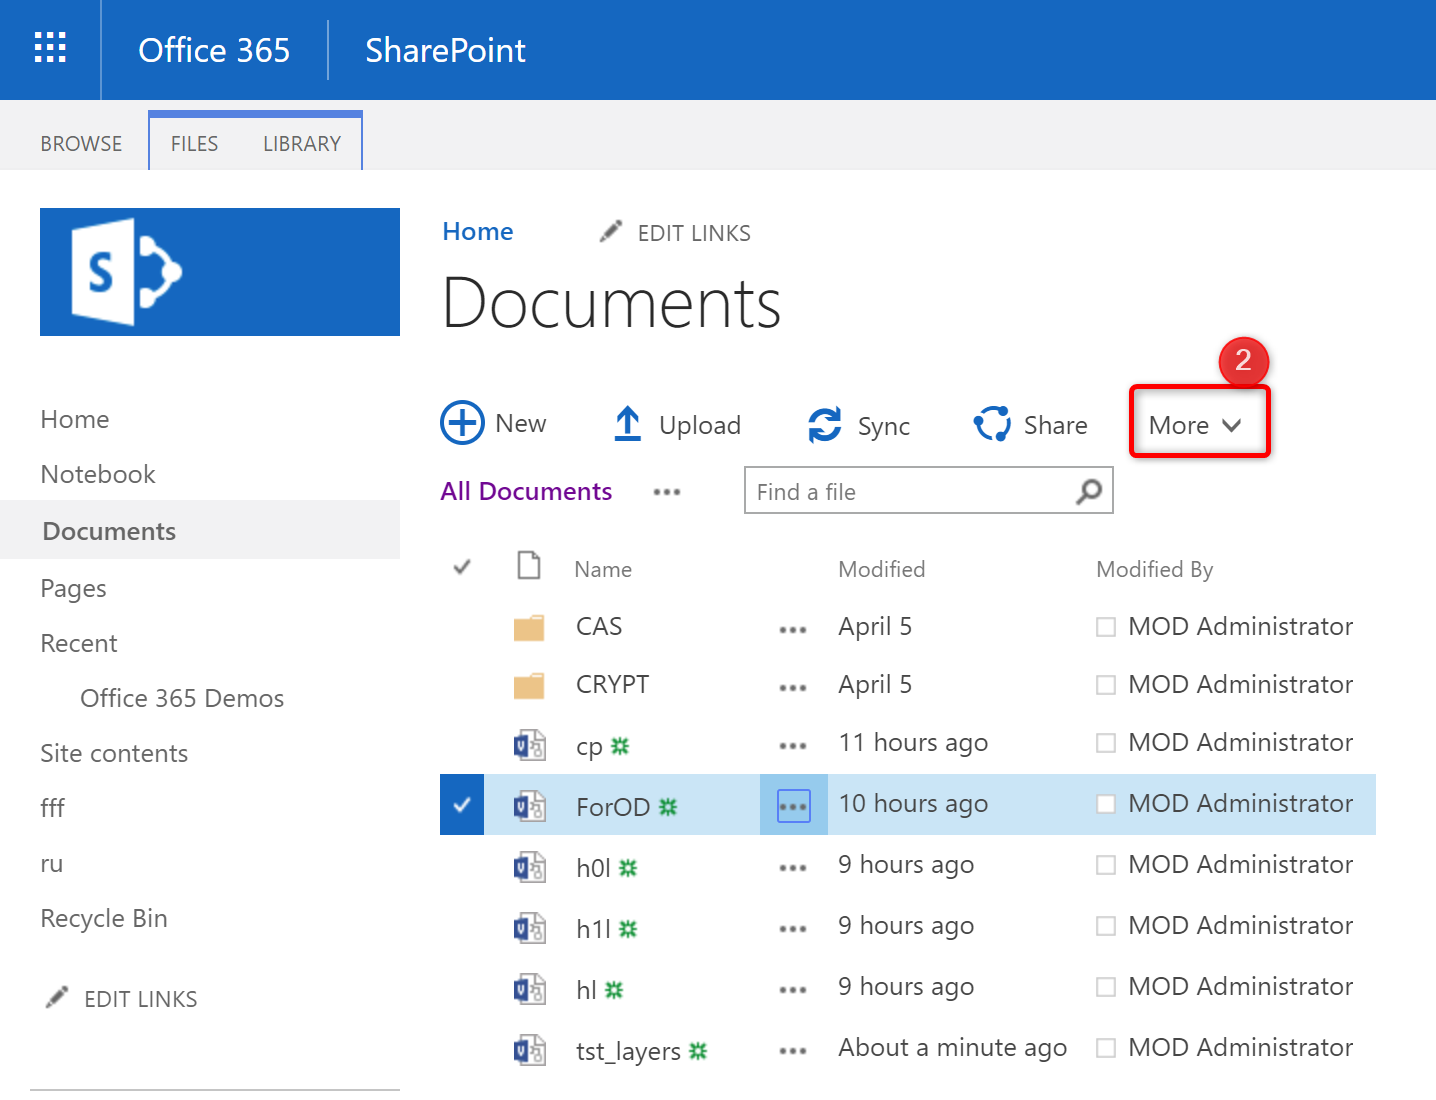 Office 365 SharePoint
BROWSE FILES LIBRARY
S
Home EDIT LINKS
Documents
2
New Upload Sync Share More
All Documents ••• Find a file
Home
Notebook
Documents
Pages
Recent
Office 365 Demos
Site contents
fff
ru
Recycle Bin
EDIT LINKS
Name Modified Modified By
CAS ••• April 5 MOD Administrator
CRYPT ••• April 5 MOD Administrator
cp ••• 11 hours ago MOD Administrator
ForOD ••• 10 hours ago MOD Administrator
h0l ••• 9 hours ago MOD Administrator
h1l ••• 9 hours ago MOD Administrator
hl ••• 9 hours ago MOD Administrator
tst_layers ••• About a minute ago MOD Administrator